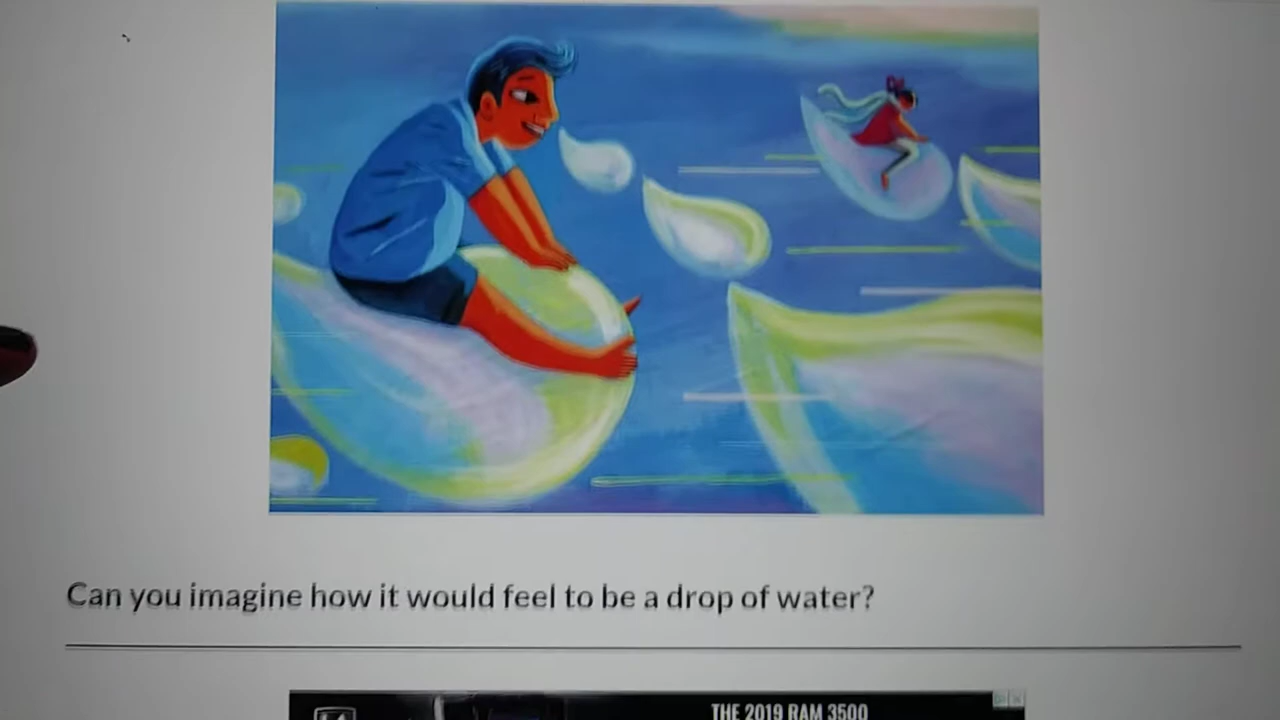 Can you imagine how it would feel to be a drop of water?
THE 2019 RAM 3500